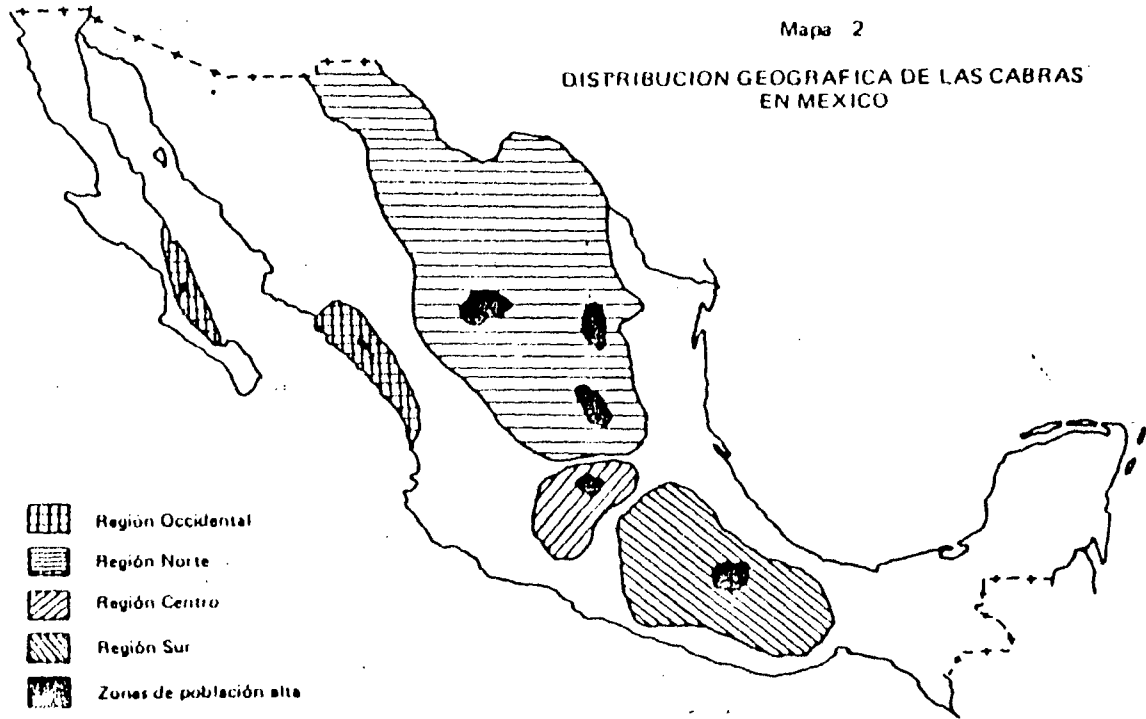 Mapa 2
DISTRIBUCION GEOGRAFICA DE LAS CABRAS
EN MEXICO
Región Occidental
Región Norte
Región Centro
Región Sur
Zonas de población alta